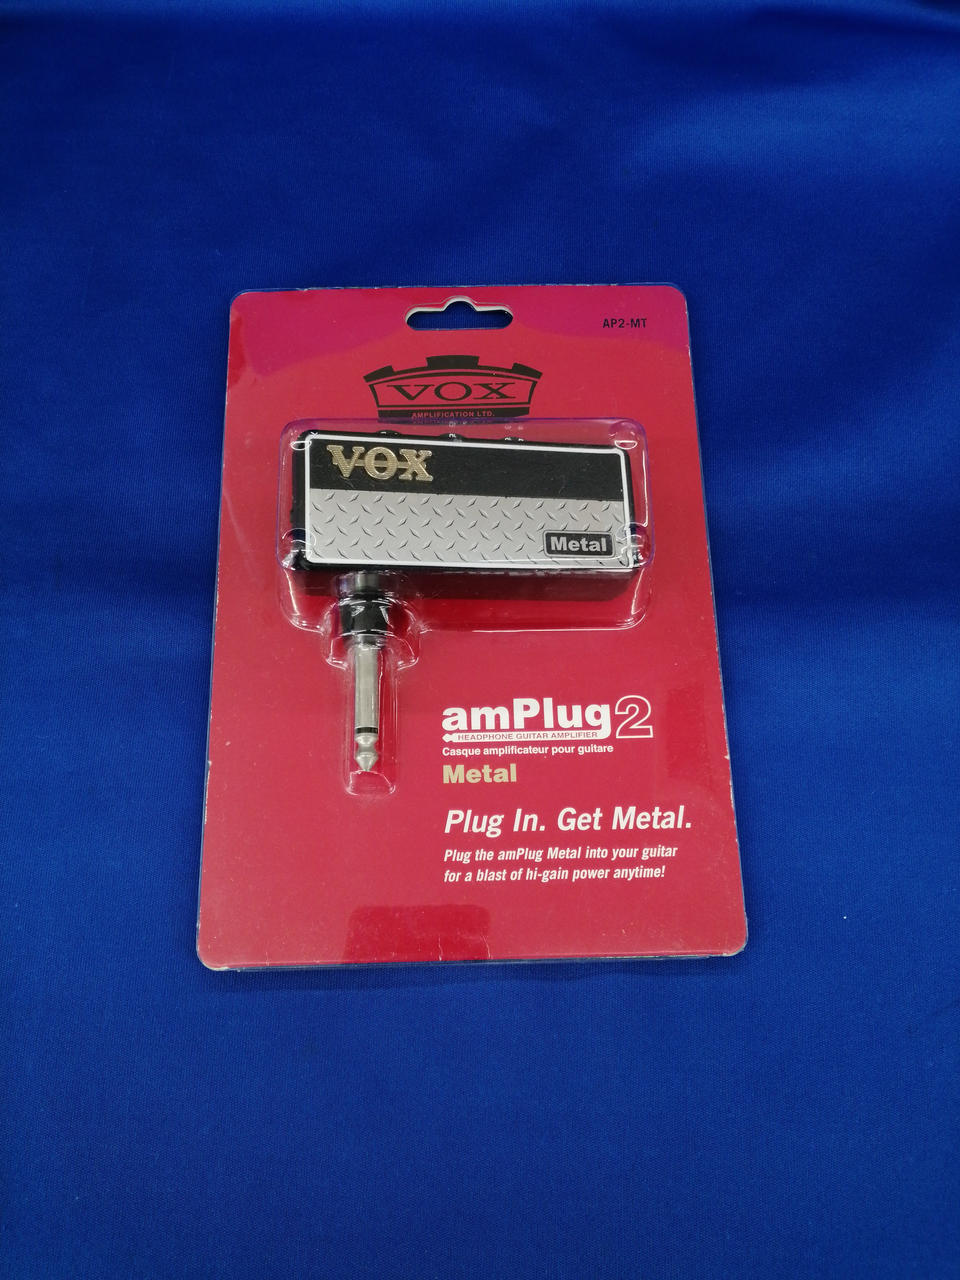 AP2-MT
VOX
AMPLIFICATION LTD.
VOX
Metal
amPlug2
HEADPHONE GUITAR AMPLIFIER
Casque amplificateur pour guitare
Metal
Plug In. Get Metal.
Plug the amPlug Metal into your guitar
for a blast of hi-gain power anytime!